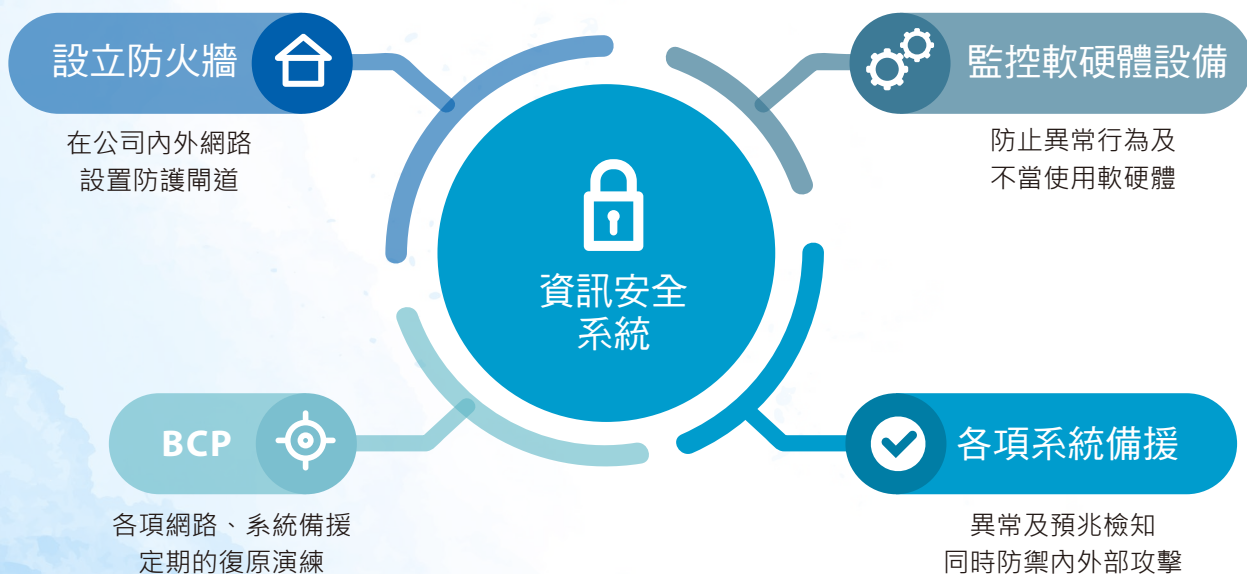 設立防火牆
在公司內外網路
設置防護閘道
監控軟硬體設備
防止異常行為及
不當使用軟硬體
資訊安全
系統
BCP
各項網路、系統備援
定期的復原演練
各項系統備援
異常及預兆檢知
同時防禦內外部攻擊